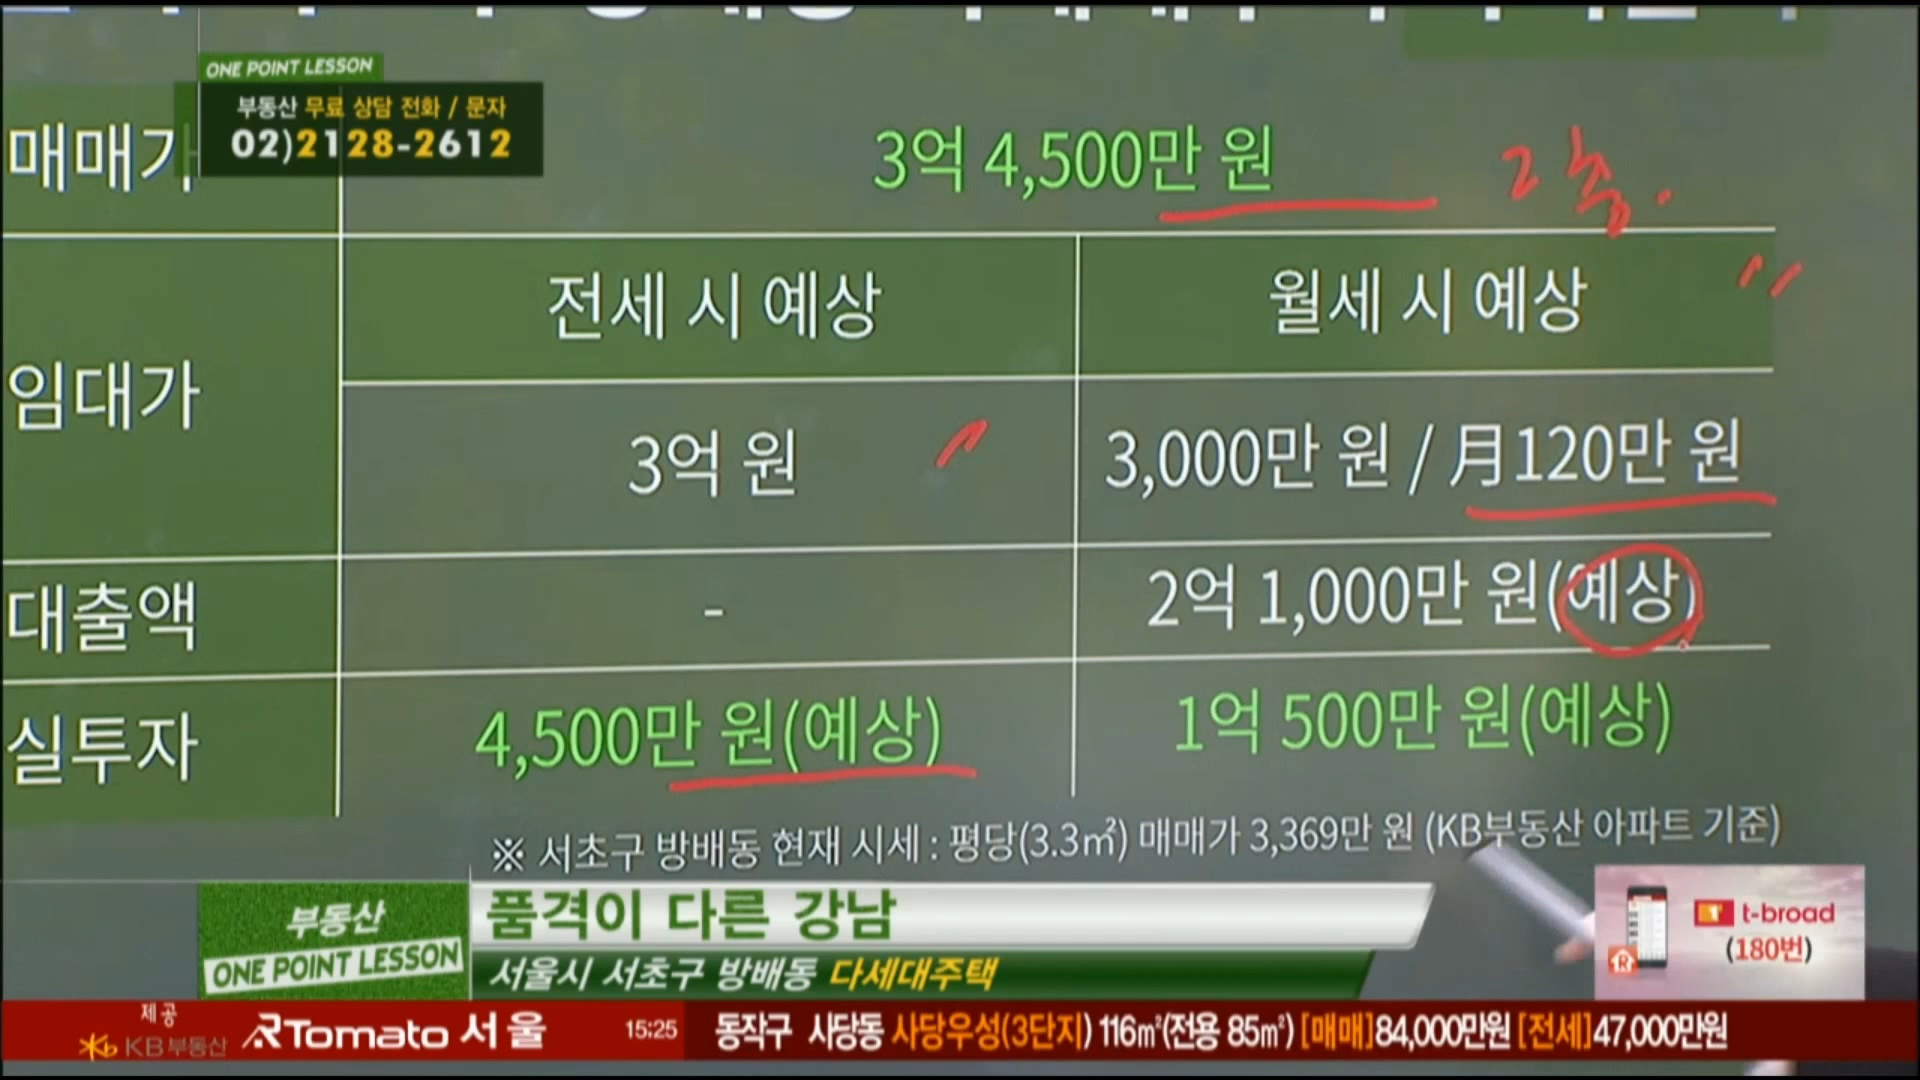 ONE POINT LESSON
부동산 무료 상담 전화 / 문자
02)2128-2612
매매가 3억 4,500만 원 2층.
전세 시 예상 월세 시 예상
임대가
3억 원 3,000만 원 / 月120만 원
대출액 - 2억 1,000만 원(예상)
실투자 4,500만 원(예상) 1억 500만 원(예상)
※ 서초구 방배동 현재 시세 : 평당(3.3㎡) 매매가 3,369만 원 (KB부동산 아파트 기준)
부동산
ONE POINT LESSON
품격이 다른 강남
서울시 서초구 방배동 다세대주택
t-broad
(180번)
제공
KB부동산
RTomato 서울
15:25
동작구 사당동 사당우성(3단지) 116㎡(전용 85㎡) [매매]84,000만원 [전세]47,000만원